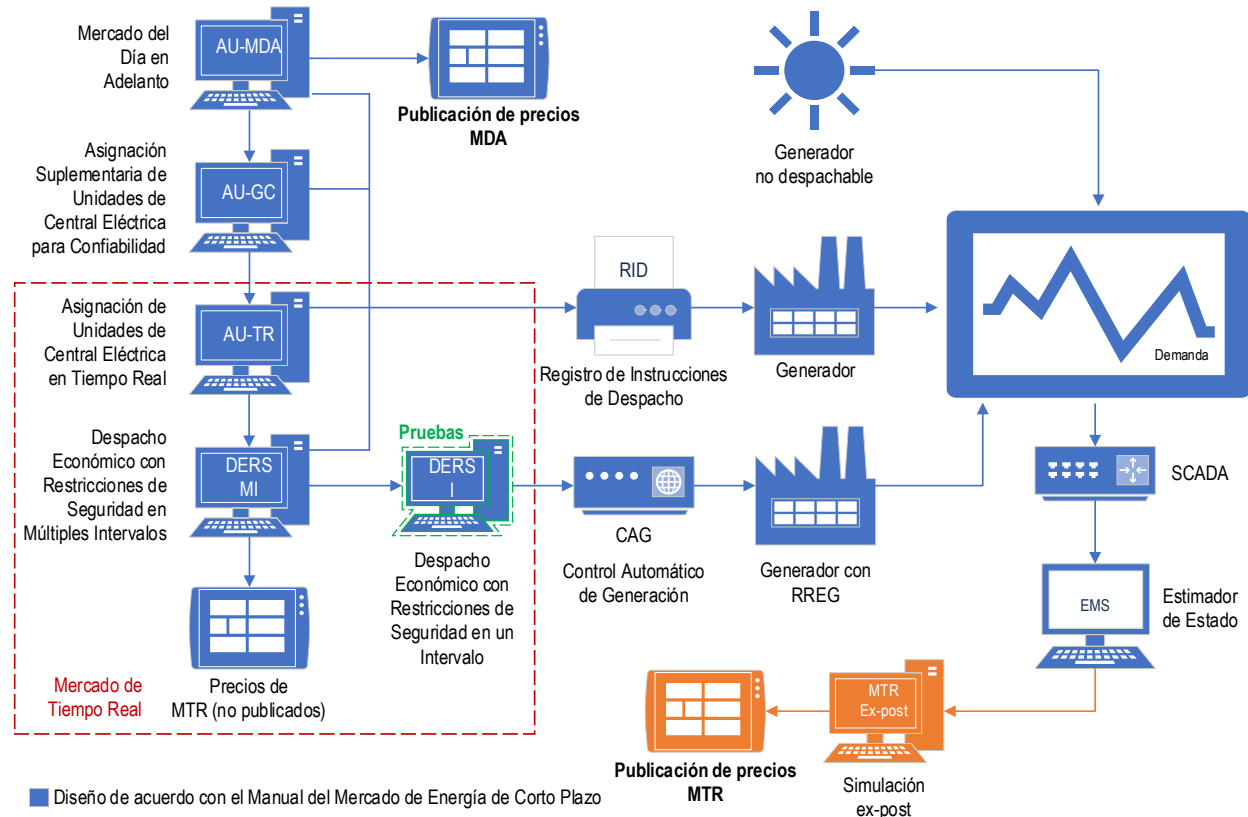 Mercado del
Día en
Adelanto
AU-MDA
Publicación de precios
MDA
Generador
no despachable
Asignación
Suplementaria de
Unidades de
Central Eléctrica
para Confiabilidad
AU-GC
Asignación de
Unidades de
Central Eléctrica
en Tiempo Real
AU-TR
RID
Registro de Instrucciones
de Despacho
Generador
Demanda
Despacho
Económico con
Restricciones de
Seguridad en
Múltiples Intervalos
DERS
MI
Pruebas
DERS
I
Despacho
Económico con
Restricciones de
Seguridad en un
Intervalo
CAG
Control Automático
de Generación
Generador con
RREG
SCADA
EMS
Estimador
de Estado
Mercado de
Tiempo Real
Precios de
MTR (no publicados)
Publicación de precios
MTR
MTR
Ex-post
Simulación
ex-post
Diseño de acuerdo con el Manual del Mercado de Energía de Corto Plazo